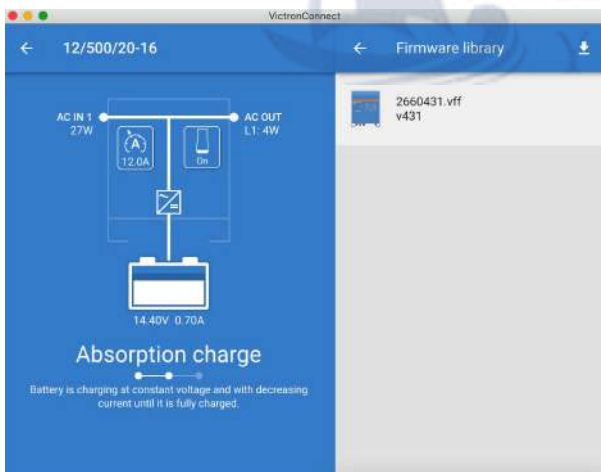 VictronConnect
12/500/20-16
AC IN 1
27W
A
12.0A
On
AC OUT
L1: 4W
14.40V 0.70A
Absorption charge
Battery is charging at constant voltage and with decreasing
current until it is fully charged.
Firmware library
2660431.vff
v431